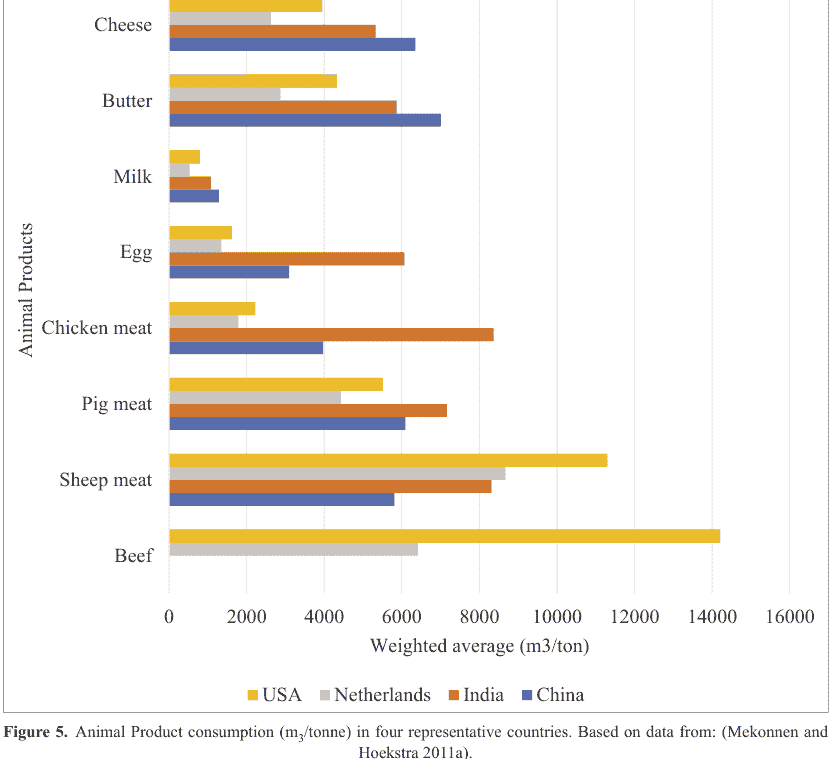 Cheese
Butter
Milk
Egg
Chicken meat
Pig meat
Sheep meat
Beef
Animal Products
0 2000 4000 6000 8000 10000 12000 14000 16000
Weighted average (m3/ton)
USA Netherlands India China
Figure 5. Animal Product consumption (m3/tonne) in four representative countries. Based on data from: (Mekonnen and
Hoekstra 2011a).